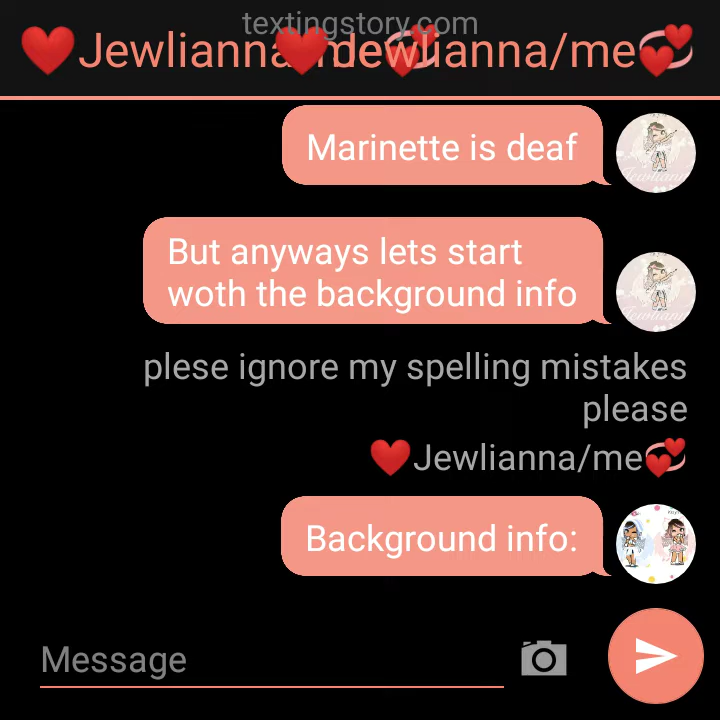 textingstory.com
❤️Jewlianna/me💞
Marinette is deaf
But anyways lets start
woth the background info
plese ignore my spelling mistakes
please
❤️Jewlianna/me💞
Background info:
Message